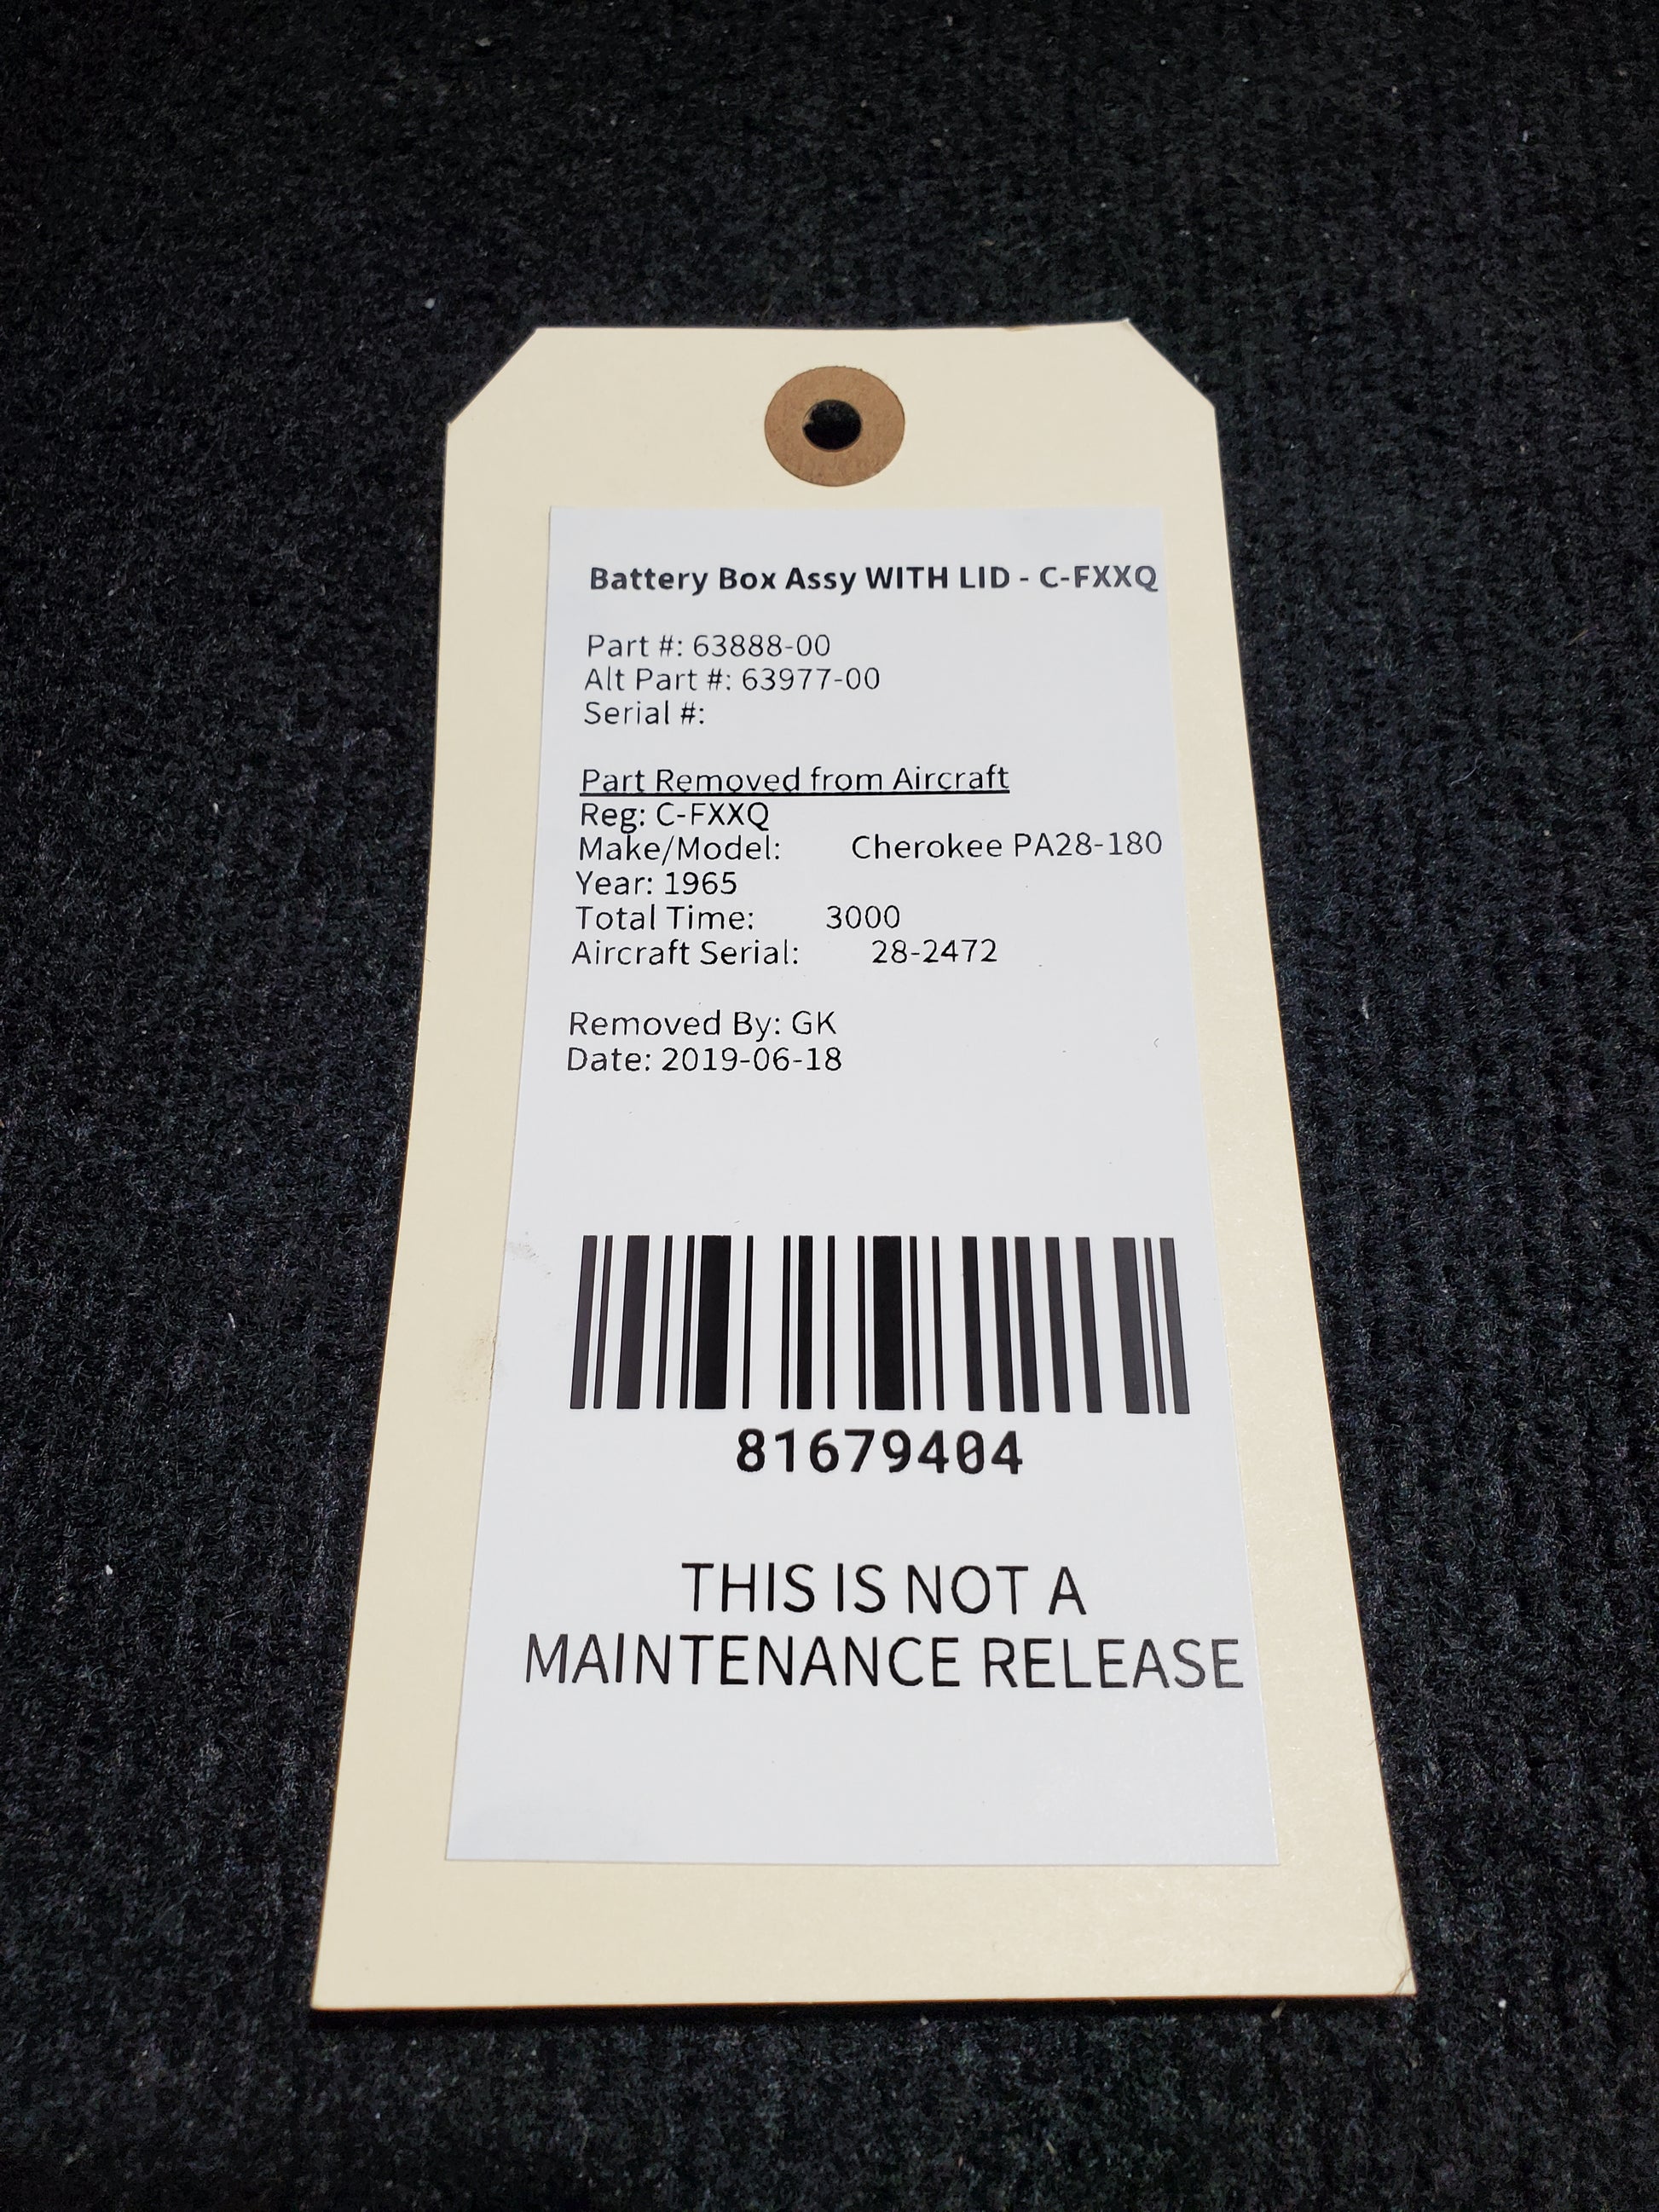 Battery Box Assy WITH LID - C-FXXQ
Part #: 63888-00
Alt Part #: 63977-00
Serial #:
Part Removed from Aircraft
Reg: C-FXXQ
Make/Model: Cherokee PA28-180
Year: 1965
Total Time: 3000
Aircraft Serial: 28-2472
Removed By: GK
Date: 2019-06-18
81679404
THIS IS NOT A
MAINTENANCE RELEASE